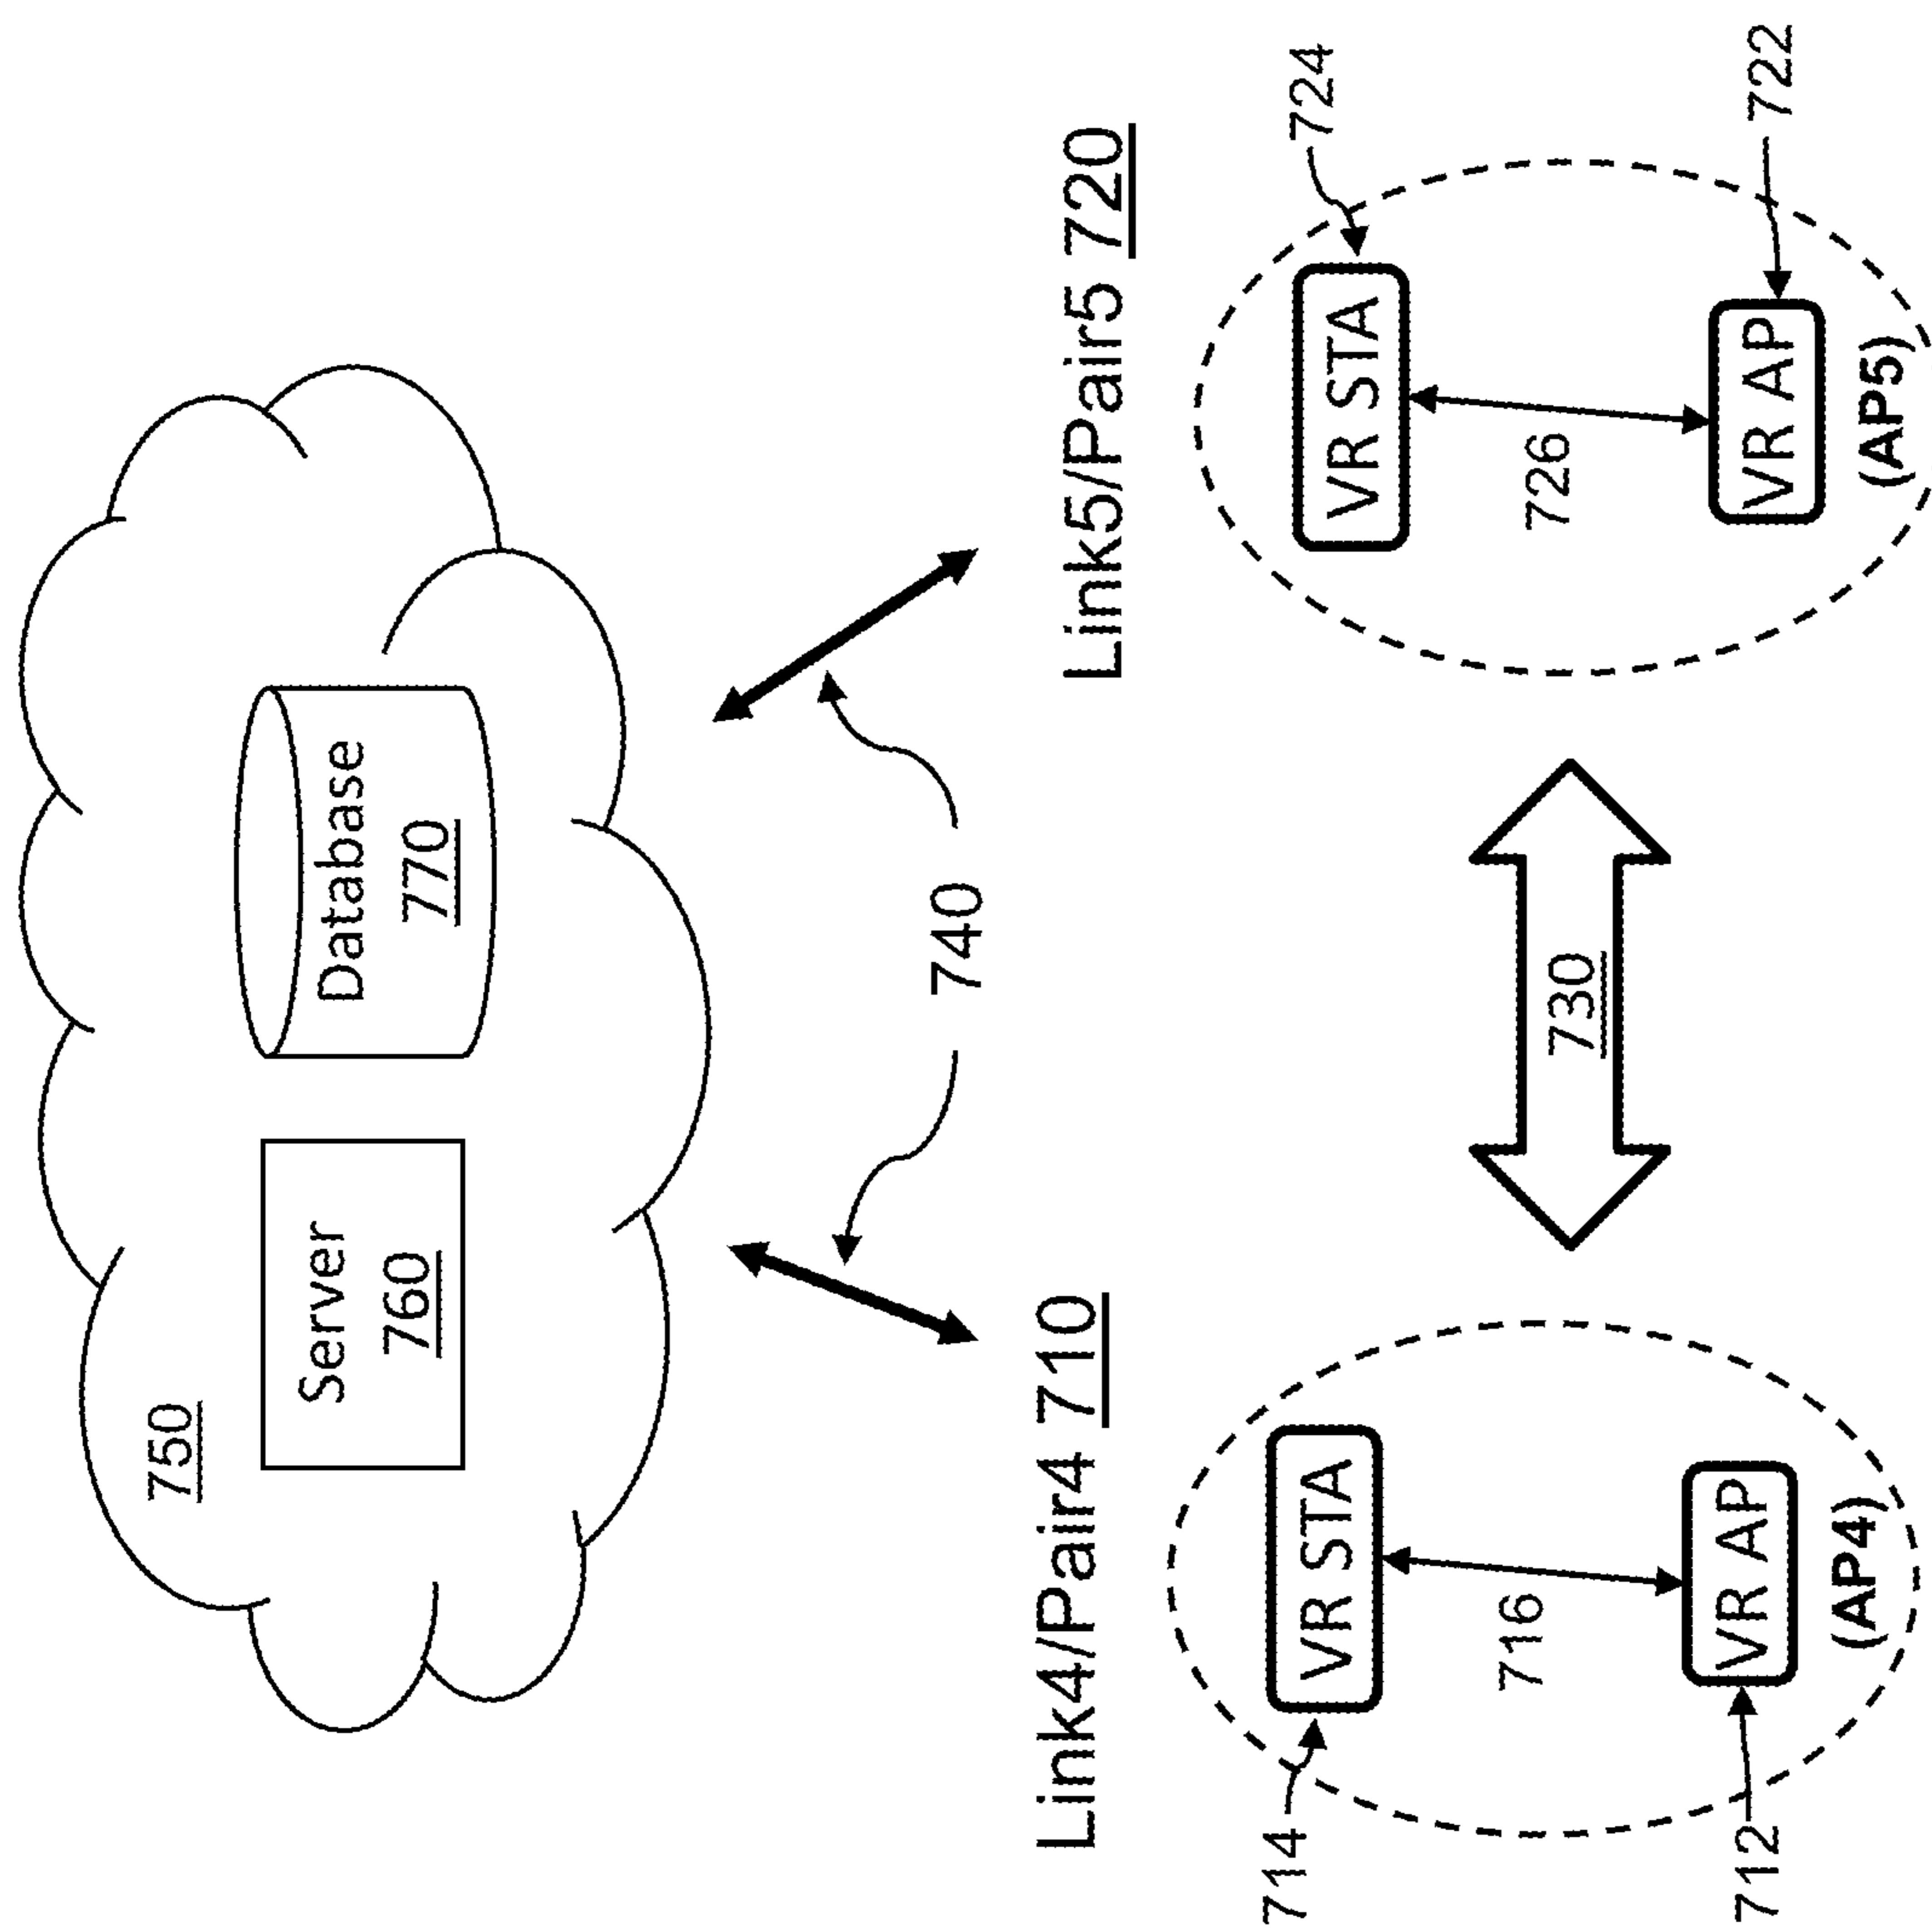 750
Server
760
Database
770
740
Link4/Pair4 710
Link5/Pair5 720
714
VR STA
716
712
VR AP
(AP4)
730
724
VR STA
726
722
VR AP
(AP5)